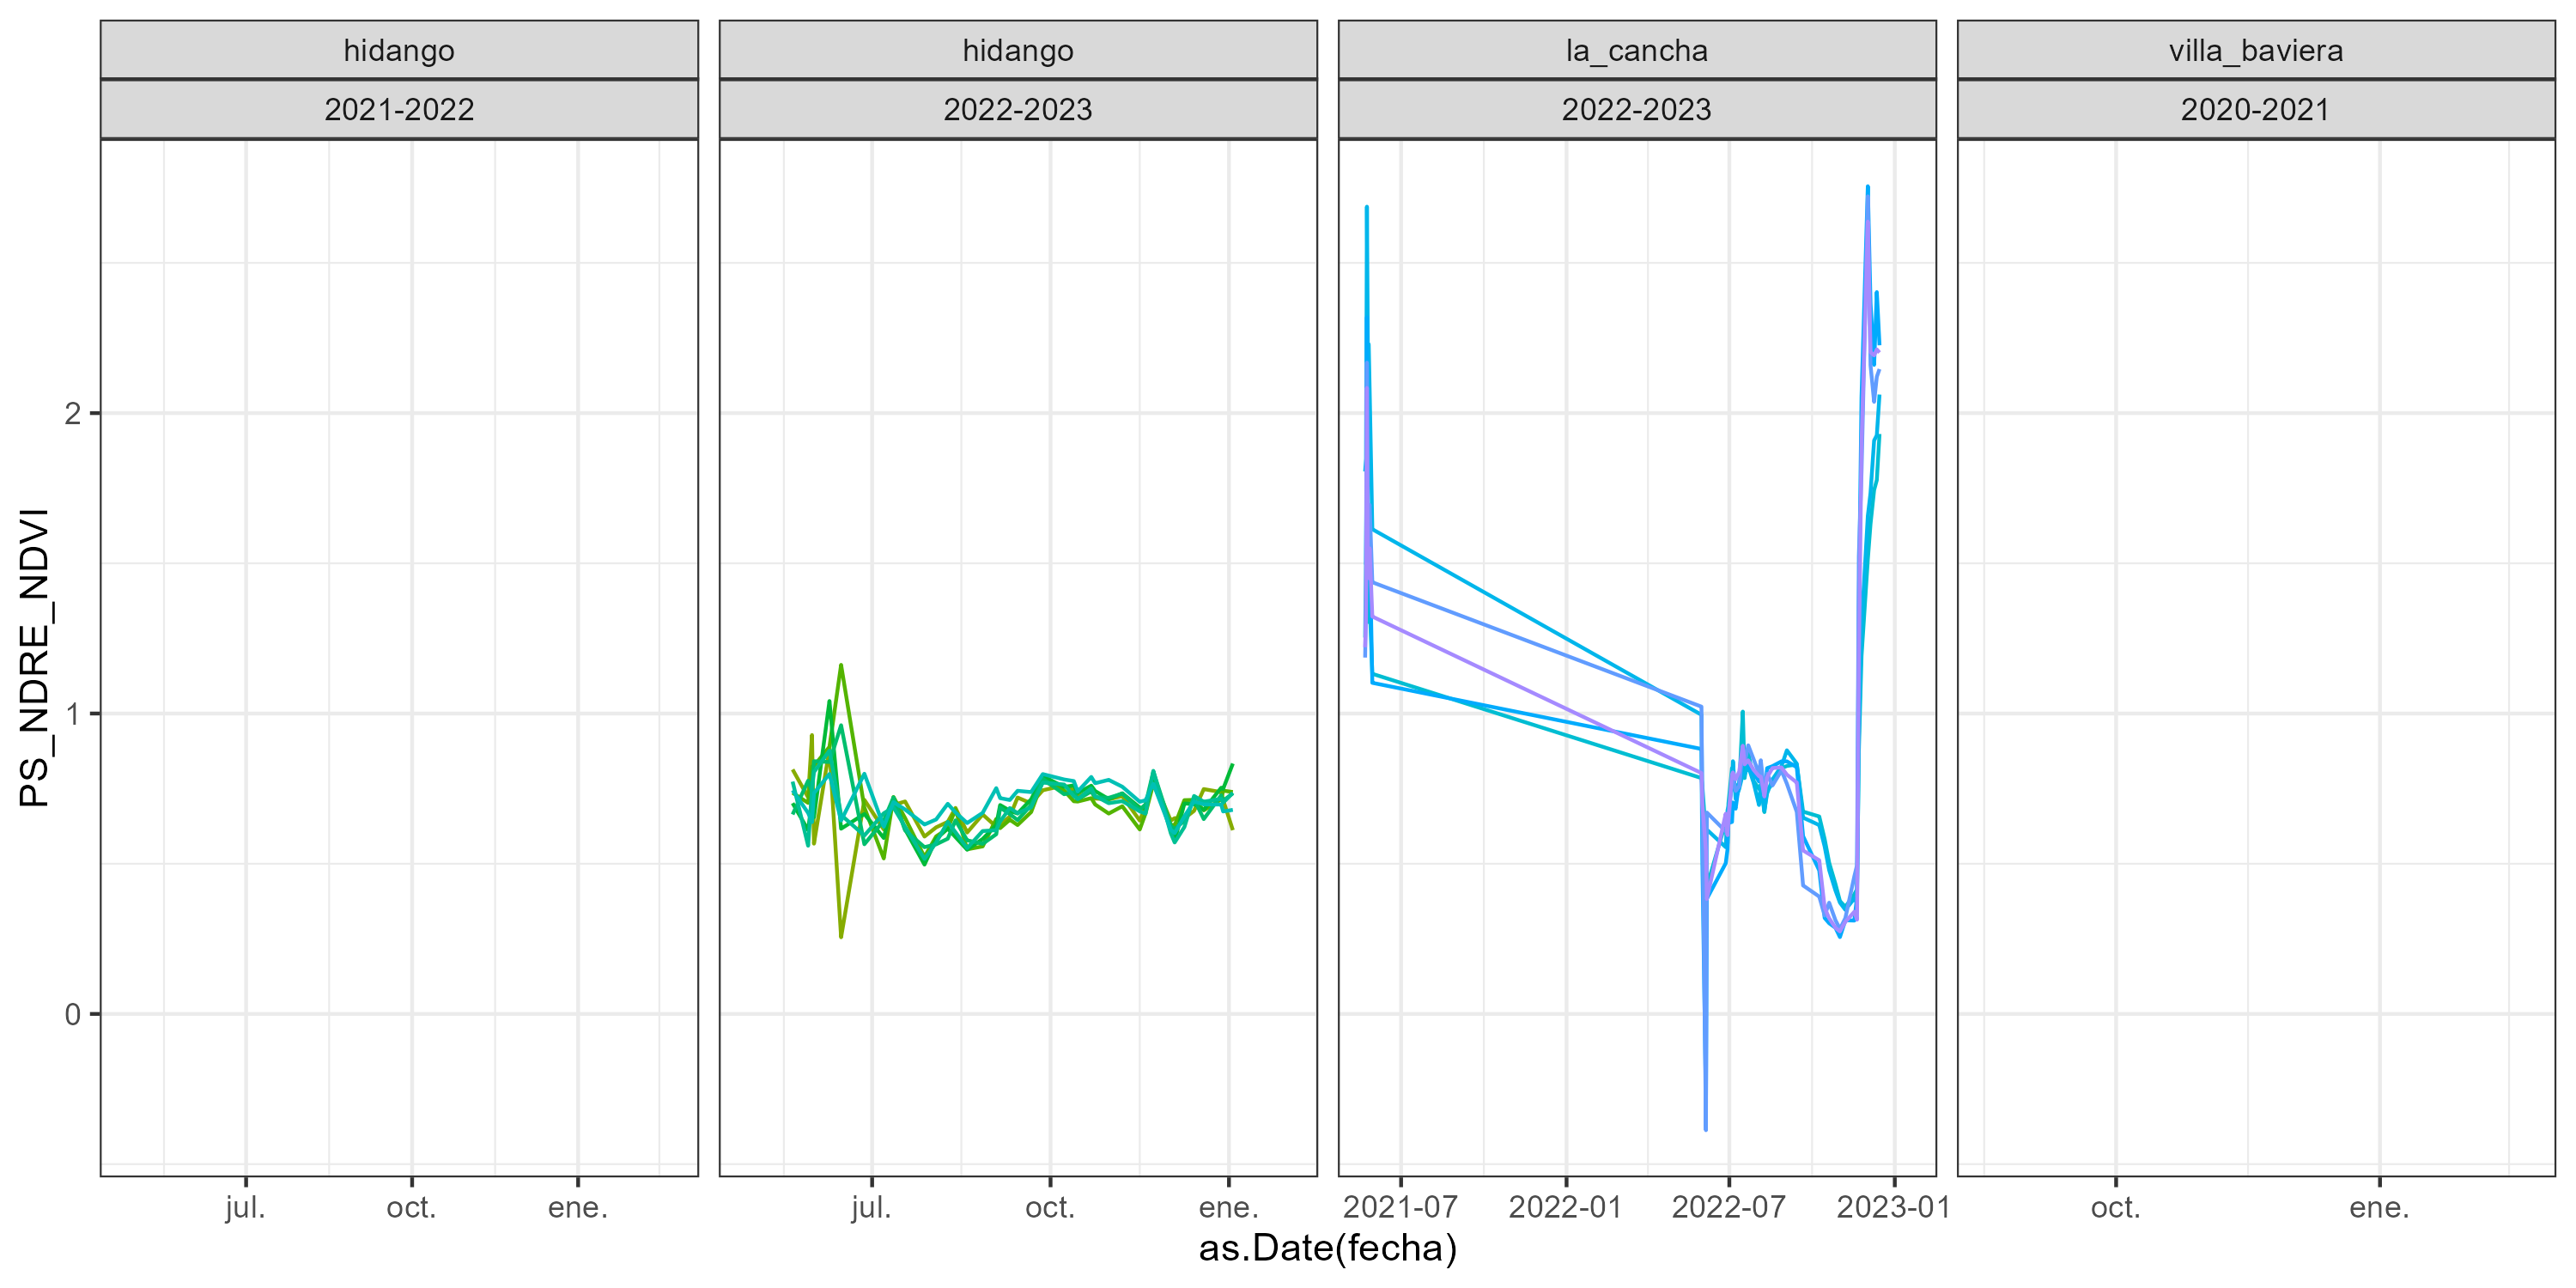 hidango hidango la_cancha villa_baviera
2021-2022 2022-2023 2022-2023 2020-2021
PS_NDRE_NDVI
2
1
0
jul. oct. ene. jul. oct. ene. 2021-07 2022-01 2022-07 2023-01 oct. ene.
as.Date(fecha)